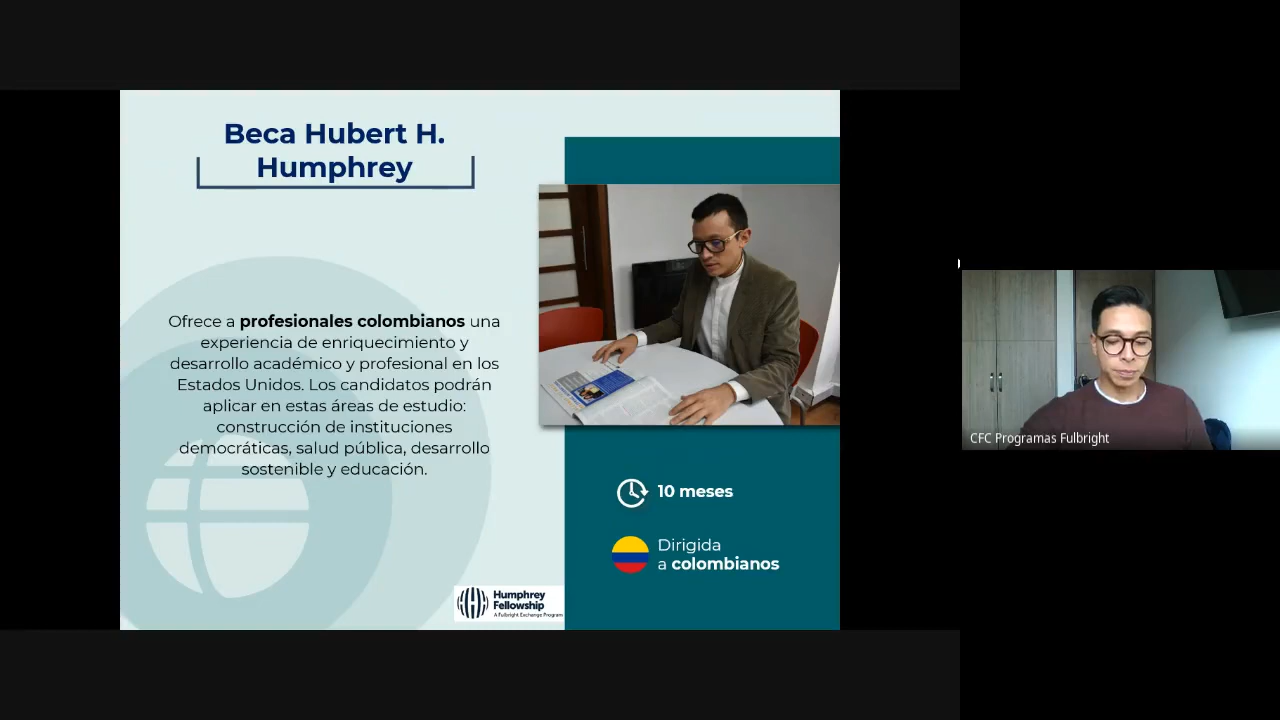 Beca Hubert H.
Humphrey
Ofrece a profesionales colombianos una
experiencia de enriquecimiento y
desarrollo académico y profesional en los
Estados Unidos. Los candidatos podrán
aplicar en estas áreas de estudio:
construcción de instituciones
democráticas, salud pública, desarrollo
sostenible y educación.
10 meses
Dirigida
a colombianos
Humphrey
Fellowship
A Fulbright Exchange Program
CFC Programas Fulbright